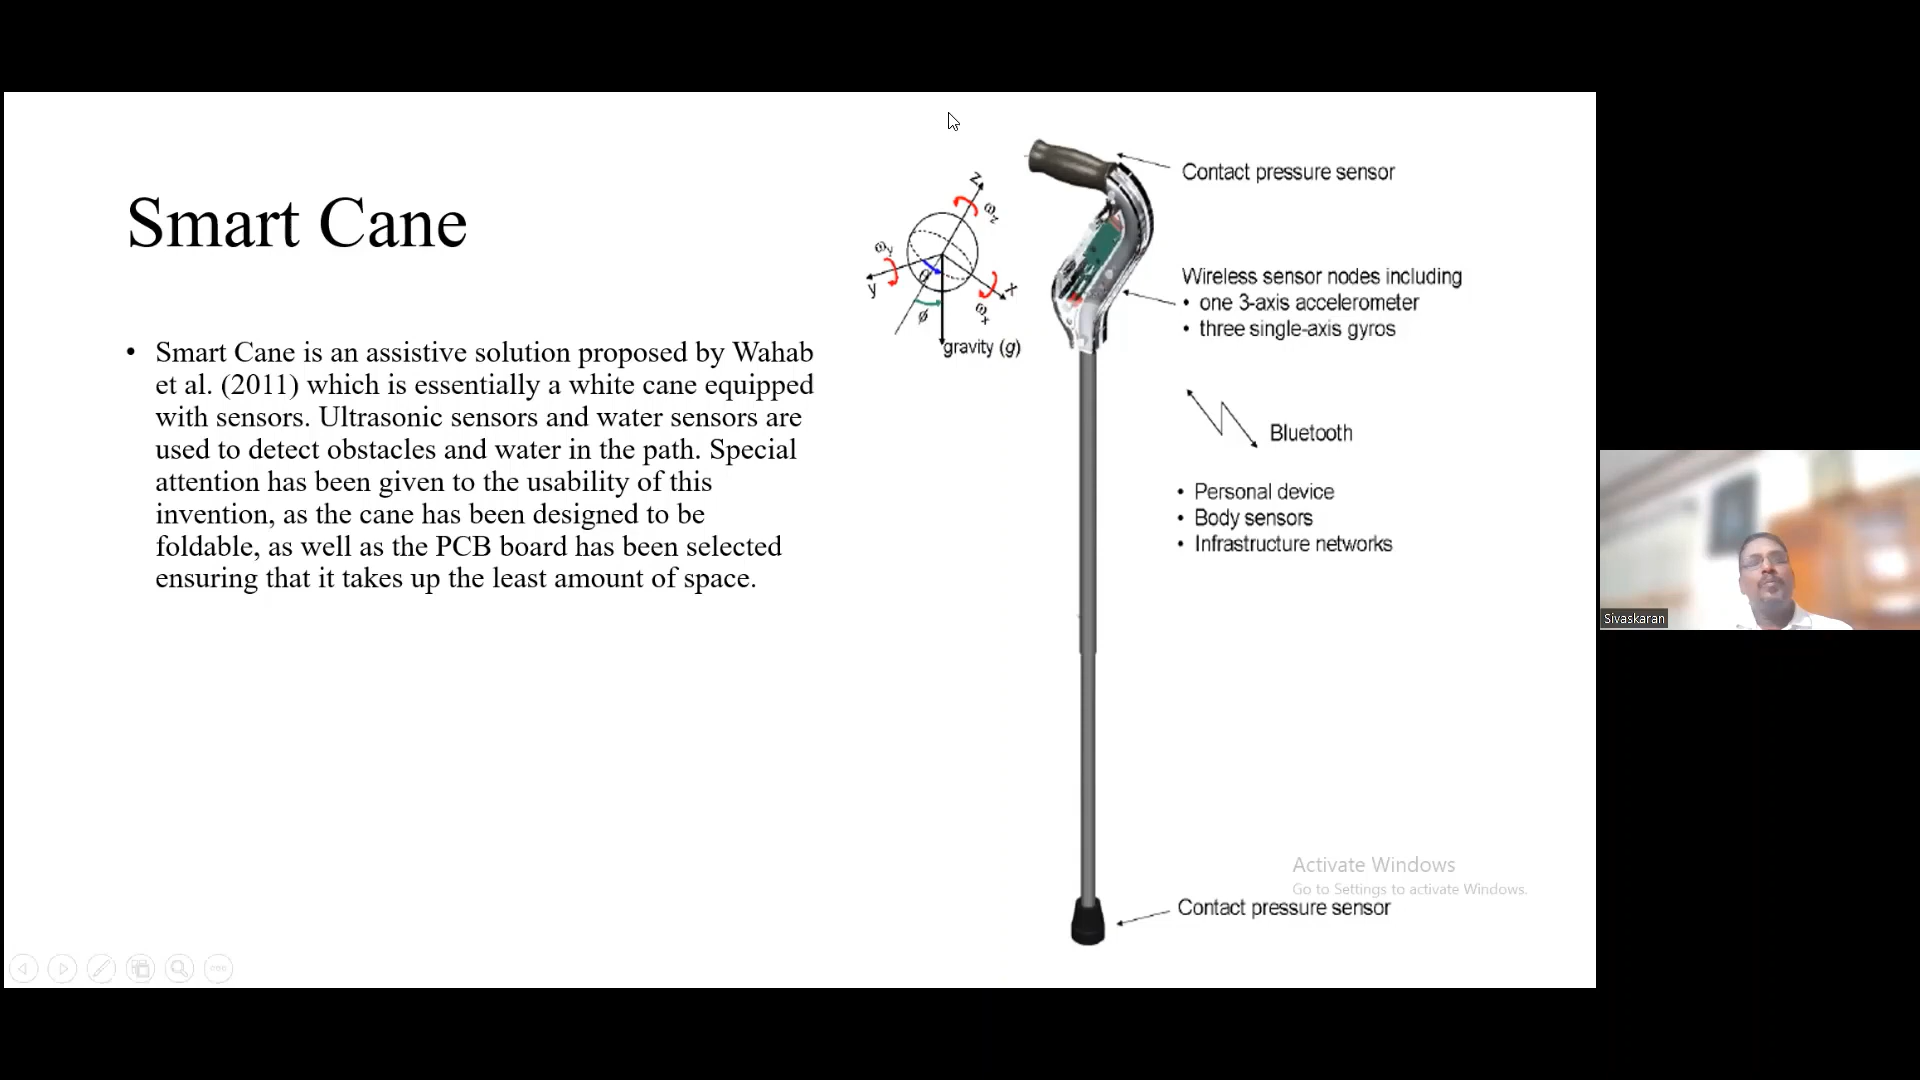 Smart Cane
• Smart Cane is an assistive solution proposed by Wahab
et al. (2011) which is essentially a white cane equipped
with sensors. Ultrasonic sensors and water sensors are
used to detect obstacles and water in the path. Special
attention has been given to the usability of this
invention, as the cane has been designed to be
foldable, as well as the PCB board has been selected
ensuring that it takes up the least amount of space.
z
ωz
ωy
y
θ
x
ωx
ϕ
gravity (g)
Contact pressure sensor
Wireless sensor nodes including
• one 3-axis accelerometer
• three single-axis gyros
Bluetooth
• Personal device
• Body sensors
• Infrastructure networks
Activate Windows
Go to Settings to activate Windows.
Contact pressure sensor
Sivaskaran